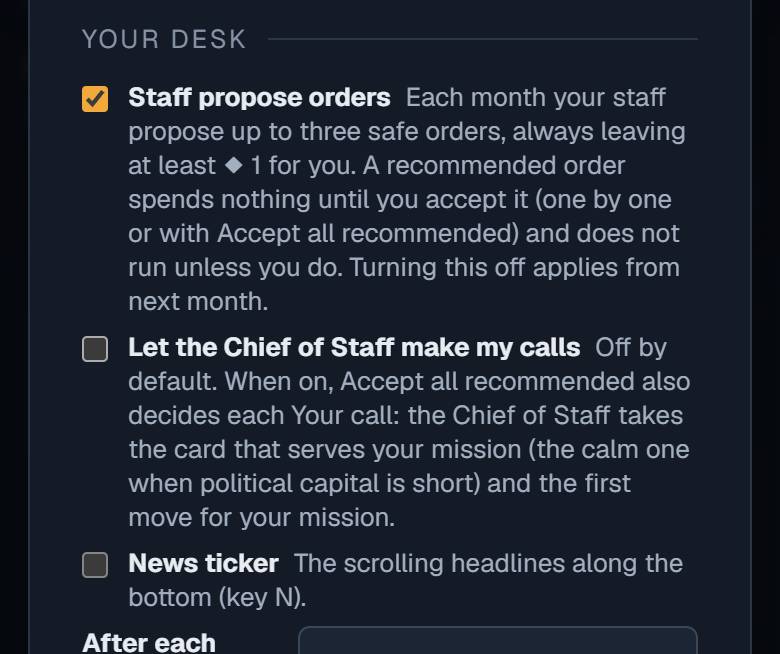 YOUR DESK
Staff propose orders Each month your staff
propose up to three safe orders, always leaving
at least ◆ 1 for you. A recommended order
spends nothing until you accept it (one by one
or with Accept all recommended) and does not
run unless you do. Turning this off applies from
next month.
Let the Chief of Staff make my calls Off by
default. When on, Accept all recommended also
decides each Your call: the Chief of Staff takes
the card that serves your mission (the calm one
when political capital is short) and the first
move for your mission.
News ticker The scrolling headlines along the
bottom (key N).
After each